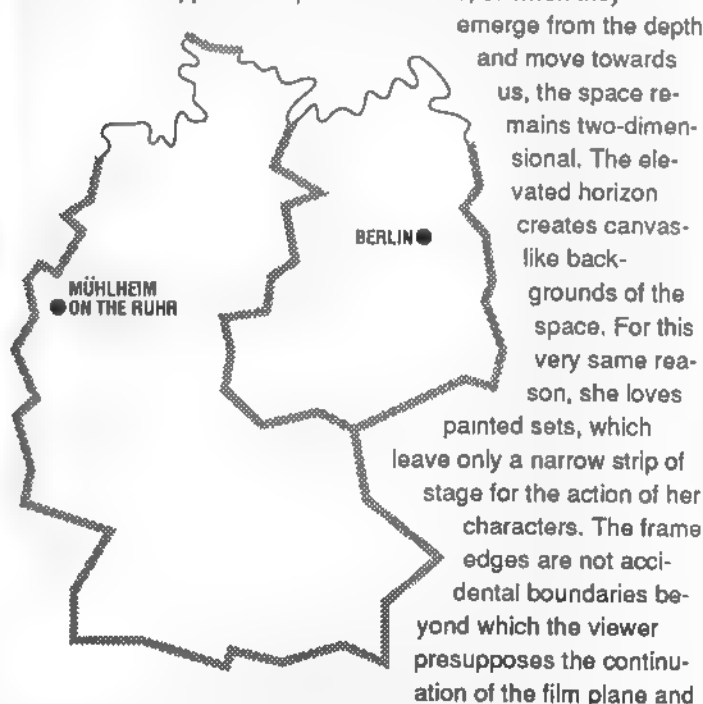 emerge from the depth
and move towards
us, the space re-
mains two-dimen-
sional. The ele-
vated horizon
creates canvas-
like back-
grounds of the
space. For this
very same rea-
son, she loves
painted sets, which
leave only a narrow strip of
stage for the action of her
characters. The frame
edges are not acci-
dental boundaries be-
yond which the viewer
presupposes the continu-
ation of the film plane and
BERLIN
MÜHLHEIM
ON THE RUHR